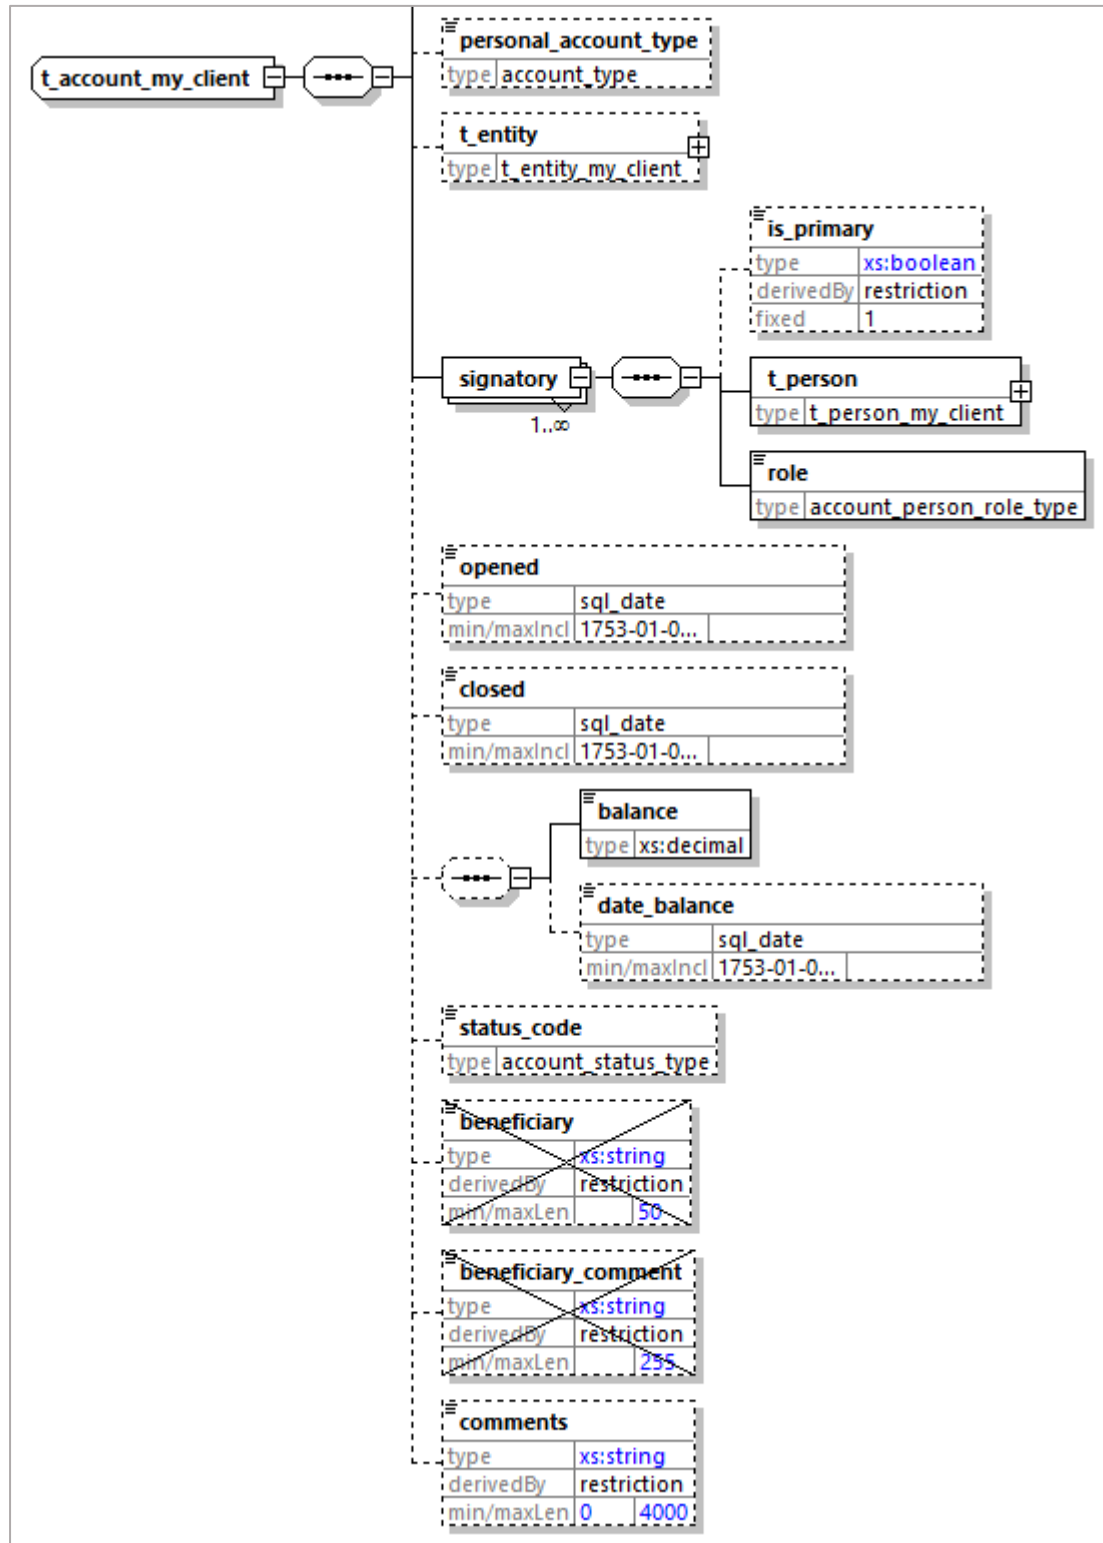 personal_account_type
type account_type
t_account_my_client
t_entity
type t_entity_my_client
is_primary
type xs:boolean
derivedBy restriction
fixed 1
signatory
1..∞
t_person
type t_person_my_client
role
type account_person_role_type
opened
type sql_date
min/maxIncl 1753-01-0...
closed
type sql_date
min/maxIncl 1753-01-0...
balance
type xs:decimal
date_balance
type sql_date
min/maxIncl 1753-01-0...
status_code
type account_status_type
beneficiary
type xs:string
derivedBy restriction
min/maxLen 50
beneficiary_comment
type xs:string
derivedBy restriction
min/maxLen 255
comments
type xs:string
derivedBy restriction
min/maxLen 0 4000